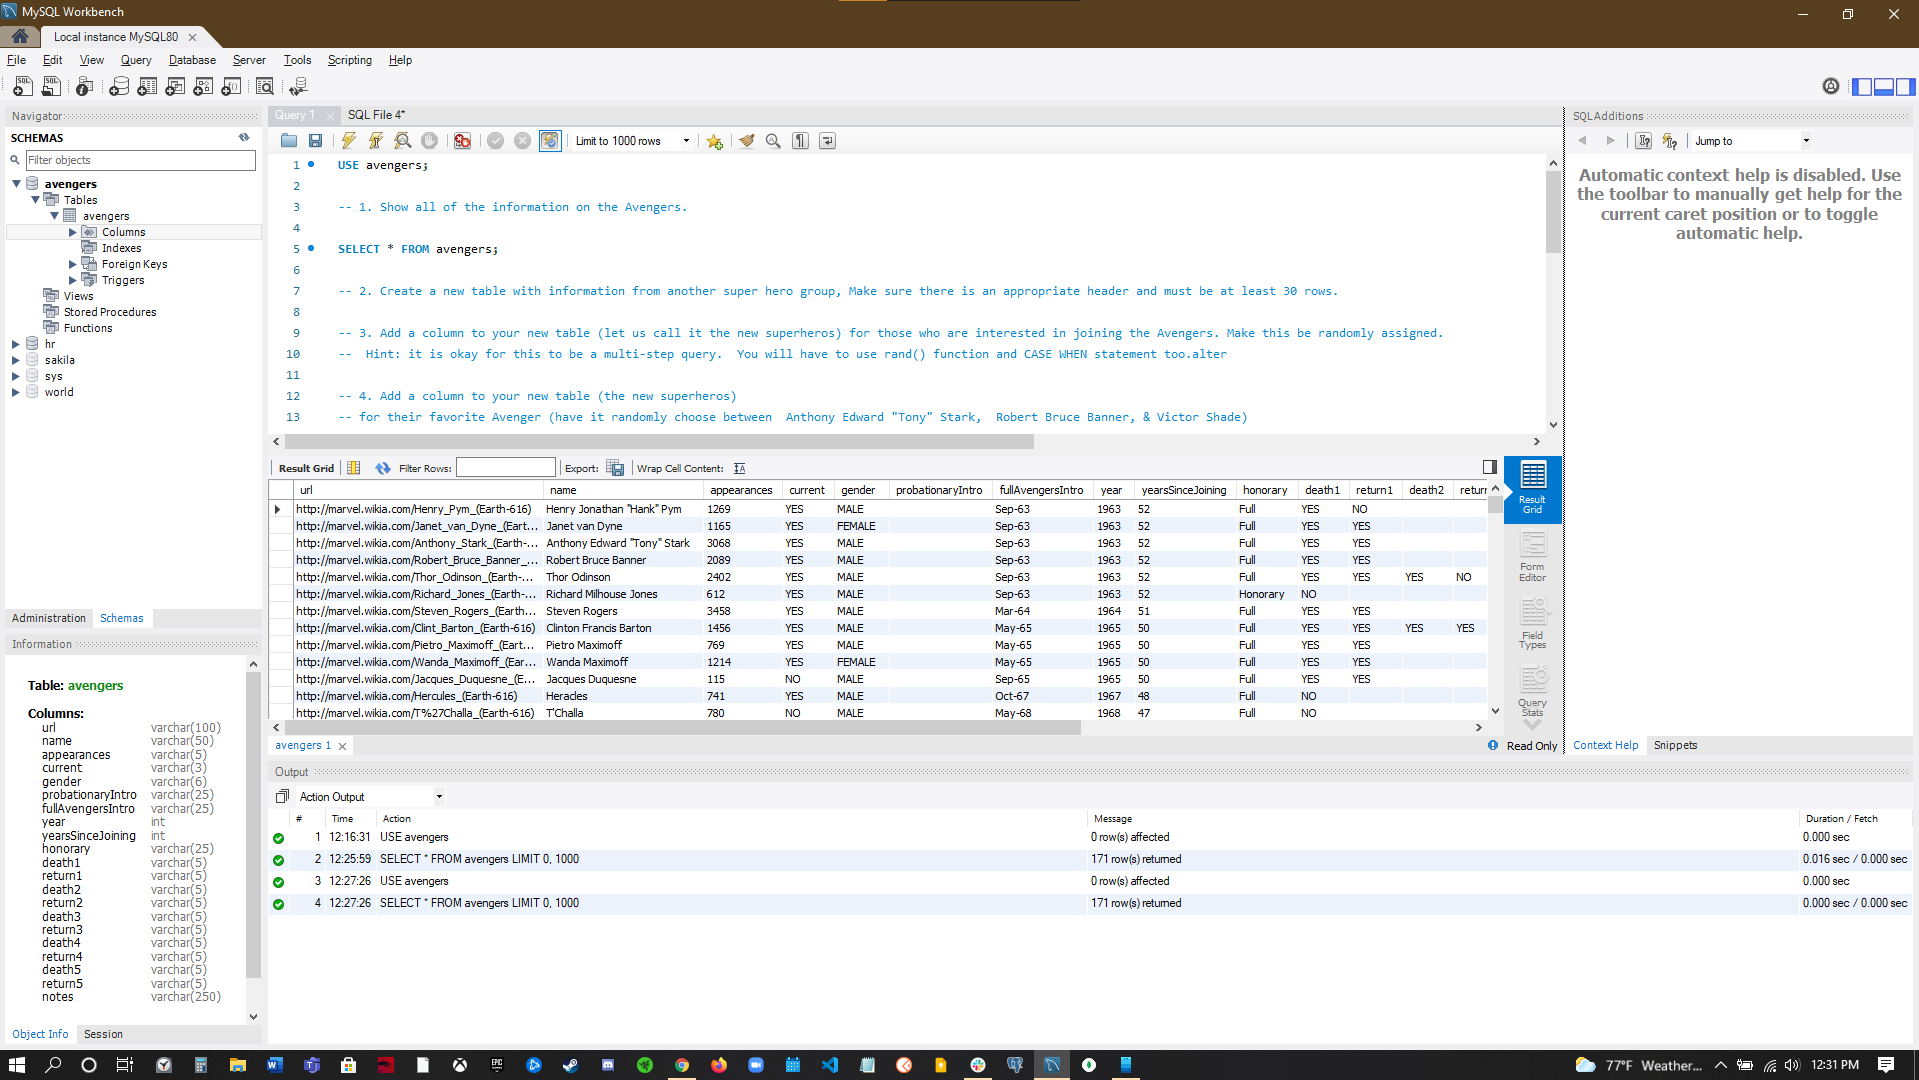 MySQL Workbench
Local instance MySQL80
File Edit View Query Database Server Tools Scripting Help
Navigator
SCHEMAS
Filter objects
avengers
Tables
avengers
Columns
Indexes
Foreign Keys
Triggers
Views
Stored Procedures
Functions
hr
sakila
sys
world
Administration Schemas
Information
Table: avengers
Columns:
url varchar(100)
name varchar(50)
appearances varchar(5)
current varchar(3)
gender varchar(6)
probationaryIntro varchar(25)
fullAvengersIntro varchar(25)
year int
yearsSinceJoining int
honorary varchar(25)
death1 varchar(5)
return1 varchar(5)
death2 varchar(5)
return2 varchar(5)
death3 varchar(5)
return3 varchar(5)
death4 varchar(5)
return4 varchar(5)
death5 varchar(5)
return5 varchar(5)
notes varchar(250)
Object Info Session
Query 1 SQL File 4*
Limit to 1000 rows
1 USE avengers;
2
3 -- 1. Show all of the information on the Avengers.
4
5 SELECT * FROM avengers;
6
7 -- 2. Create a new table with information from another super hero group, Make sure there is an appropriate header and must be at least 30 rows.
8
9 -- 3. Add a column to your new table (let us call it the new superheros) for those who are interested in joining the Avengers. Make this be randomly assigned.
10 -- Hint: it is okay for this to be a multi-step query. You will have to use rand() function and CASE WHEN statement too.alter
11
12 -- 4. Add a column to your new table (the new superheros)
13 -- for their favorite Avenger (have it randomly choose between Anthony Edward "Tony" Stark, Robert Bruce Banner, & Victor Shade)
Result Grid Filter Rows: Export: Wrap Cell Content:
url name appearances current gender probationaryIntro fullAvengersIntro year yearsSinceJoining honorary death1 return1 death2 return
http://marvel.wikia.com/Henry_Pym_(Earth-616) Henry Jonathan "Hank" Pym 1269 YES MALE Sep-63 1963 52 Full YES NO
http://marvel.wikia.com/Janet_van_Dyne_(Eart... Janet van Dyne 1165 YES FEMALE Sep-63 1963 52 Full YES YES
http://marvel.wikia.com/Anthony_Stark_(Earth-... Anthony Edward "Tony" Stark 3068 YES MALE Sep-63 1963 52 Full YES YES
http://marvel.wikia.com/Robert_Bruce_Banner_... Robert Bruce Banner 2089 YES MALE Sep-63 1963 52 Full YES YES
http://marvel.wikia.com/Thor_Odinson_(Earth-... Thor Odinson 2402 YES MALE Sep-63 1963 52 Full YES YES YES NO
http://marvel.wikia.com/Richard_Jones_(Earth-... Richard Milhouse Jones 612 YES MALE Sep-63 1963 52 Honorary NO
http://marvel.wikia.com/Steven_Rogers_(Earth... Steven Rogers 3458 YES MALE Mar-64 1964 51 Full YES YES
http://marvel.wikia.com/Clint_Barton_(Earth-616) Clinton Francis Barton 1456 YES MALE May-65 1965 50 Full YES YES YES YES
http://marvel.wikia.com/Pietro_Maximoff_(Eart... Pietro Maximoff 769 YES MALE May-65 1965 50 Full YES YES
http://marvel.wikia.com/Wanda_Maximoff_(Ear... Wanda Maximoff 1214 YES FEMALE May-65 1965 50 Full YES YES
http://marvel.wikia.com/Jacques_Duquesne_(E... Jacques Duquesne 115 NO MALE Sep-65 1965 50 Full YES YES
http://marvel.wikia.com/Hercules_(Earth-616) Heracles 741 YES MALE Oct-67 1967 48 Full NO
http://marvel.wikia.com/T%27Challa_(Earth-616) T'Challa 780 NO MALE May-68 1968 47 Full NO
Result Grid
Form Editor
Field Types
Query Stats
avengers 1 Read Only
SQLAdditions
Jump to
Automatic context help is disabled. Use
the toolbar to manually get help for the
current caret position or to toggle
automatic help.
Context Help Snippets
Output
Action Output
# Time Action Message Duration / Fetch
1 12:16:31 USE avengers 0 row(s) affected 0.000 sec
2 12:25:59 SELECT * FROM avengers LIMIT 0, 1000 171 row(s) returned 0.016 sec / 0.000 sec
3 12:27:26 USE avengers 0 row(s) affected 0.000 sec
4 12:27:26 SELECT * FROM avengers LIMIT 0, 1000 171 row(s) returned 0.000 sec / 0.000 sec
77°F Weather... 12:31 PM